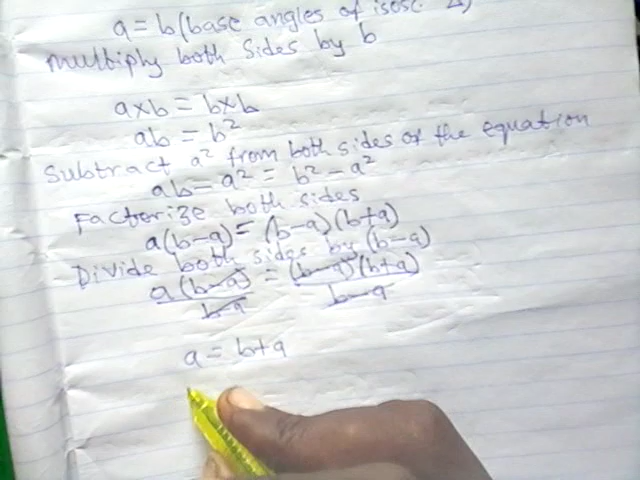 a = b (base angles of isosc. Δ)
multiply both sides by b
a×b = b×b
ab = b²
Subtract a² from both sides of the equation
ab - a² = b² - a²
Factorize both sides
a(b-a) = (b-a)(b+a)
Divide both sides by (b-a)
a(b-a)/b-a = (b-a)(b+a)/b-a
a = b+a